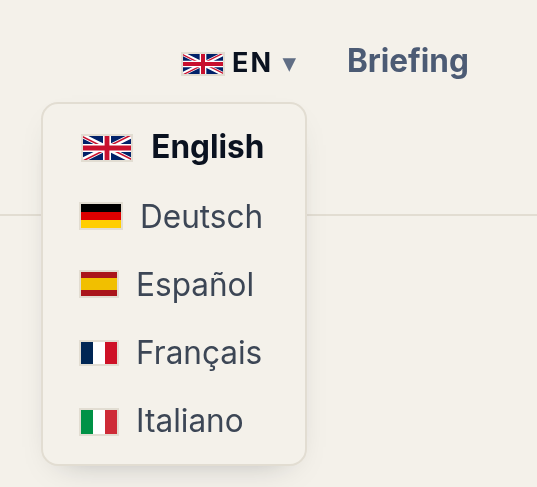 EN ▼ Briefing
English
Deutsch
Español
Français
Italiano